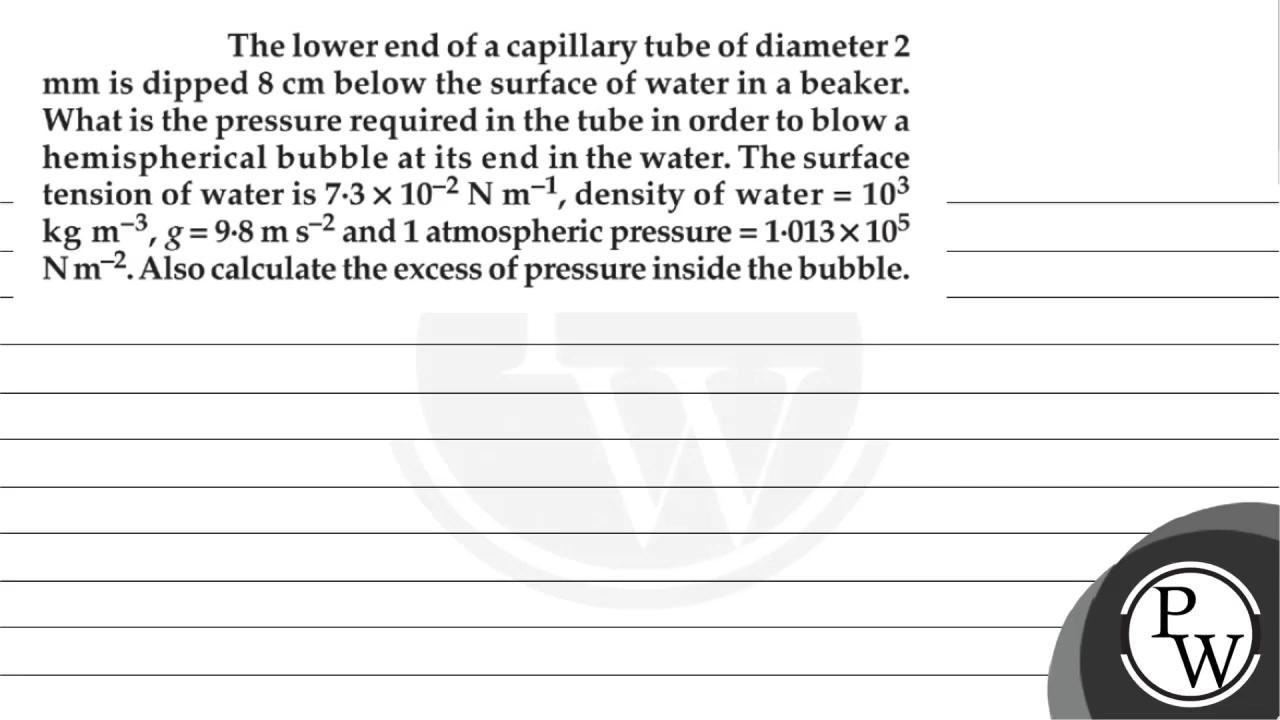 The lower end of a capillary tube of diameter 2
mm is dipped 8 cm below the surface of water in a beaker.
What is the pressure required in the tube in order to blow a
hemispherical bubble at its end in the water. The surface
tension of water is 7·3 × 10⁻² N m⁻¹, density of water = 10³
kg m⁻³, g = 9·8 m s⁻² and 1 atmospheric pressure = 1·013 × 10⁵
N m⁻². Also calculate the excess of pressure inside the bubble.
W
P
W